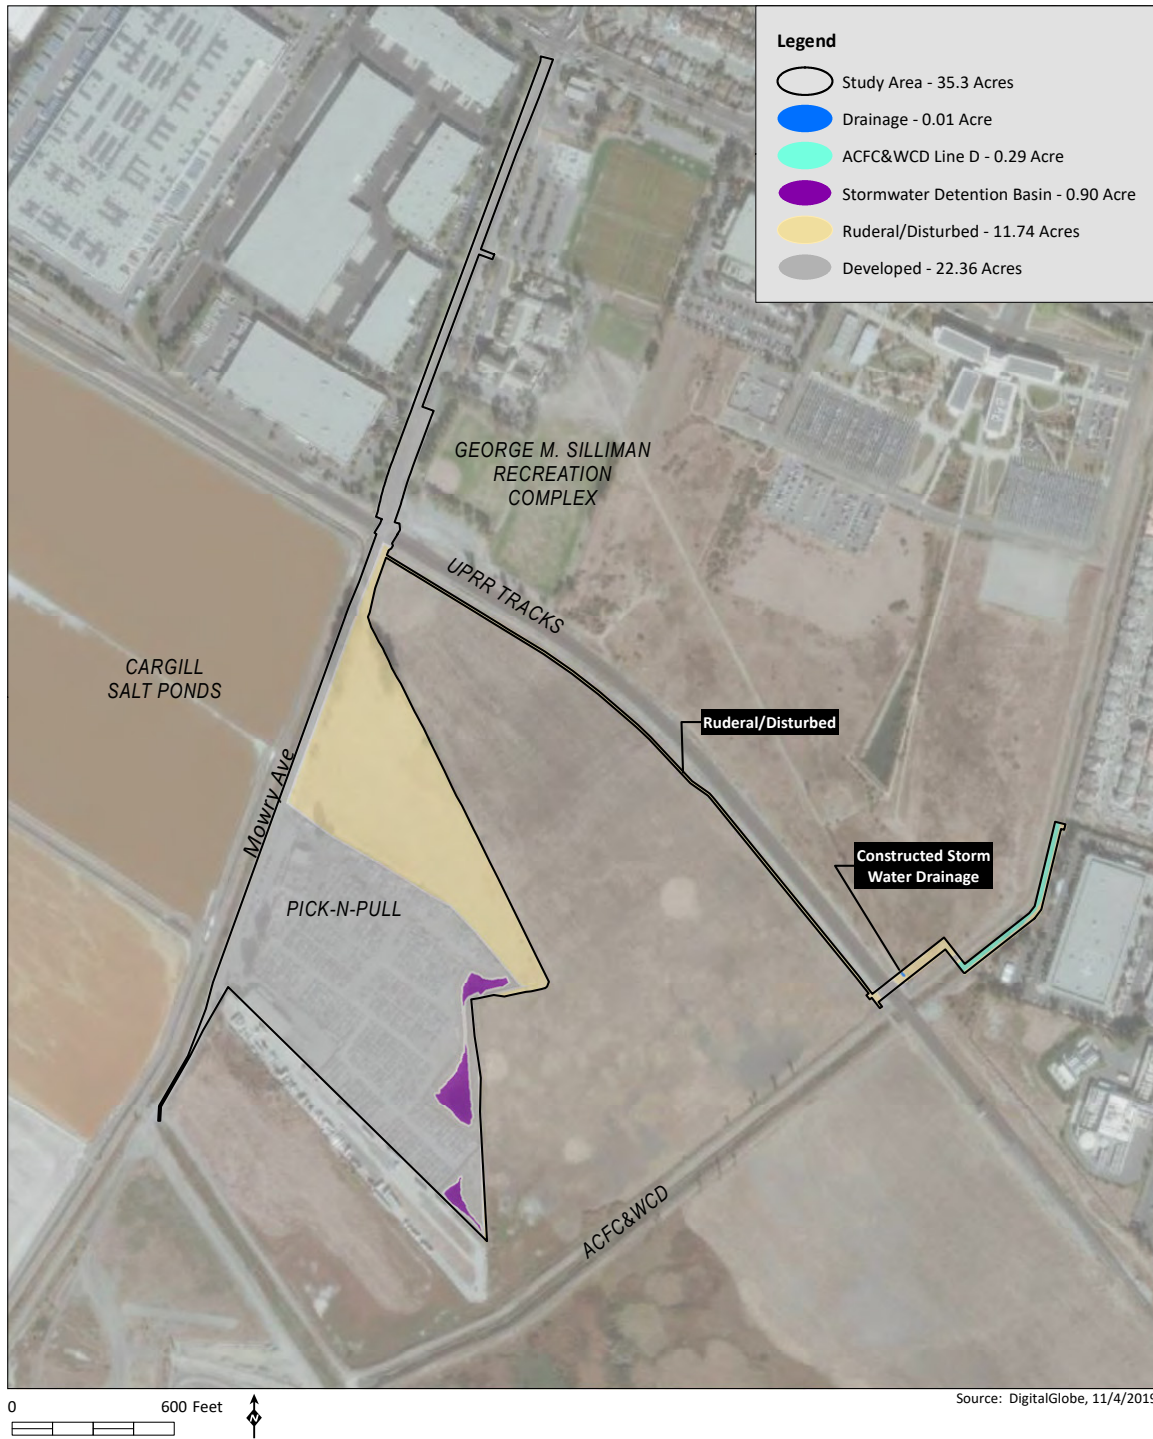 Legend
Study Area - 35.3 Acres
Drainage - 0.01 Acre
ACFC&WCD Line D - 0.29 Acre
Stormwater Detention Basin - 0.90 Acre
Ruderal/Disturbed - 11.74 Acres
Developed - 22.36 Acres
GEORGE M. SILLIMAN
RECREATION
COMPLEX
UPRR TRACKS
CARGILL
SALT PONDS
Ruderal/Disturbed
Mowry Ave
Constructed Storm
Water Drainage
PICK-N-PULL
ACFC&WCD
0 600 Feet
N
Source: DigitalGlobe, 11/4/2019